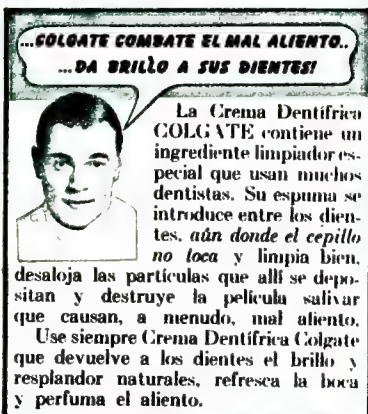 ...COLGATE COMBATE EL MAL ALIENTO..
...DA BRILLO A SUS DIENTES!
La Crema Dentífrica
COLGATE contiene un
ingrediente limpiador es-
pecial que usan muchos
dentistas. Su espuma se
introduce entre los dien-
tes, aún donde el cepillo
no toca y limpia bien,
desaloja las partículas que allí se depo-
sitan y destruye la película salivar
que causan, a menudo, mal aliento.
Use siempre Crema Dentífrica Colgate
que devuelve a los dientes el brillo y
resplandor naturales, refresca la boca
y perfuma el aliento.